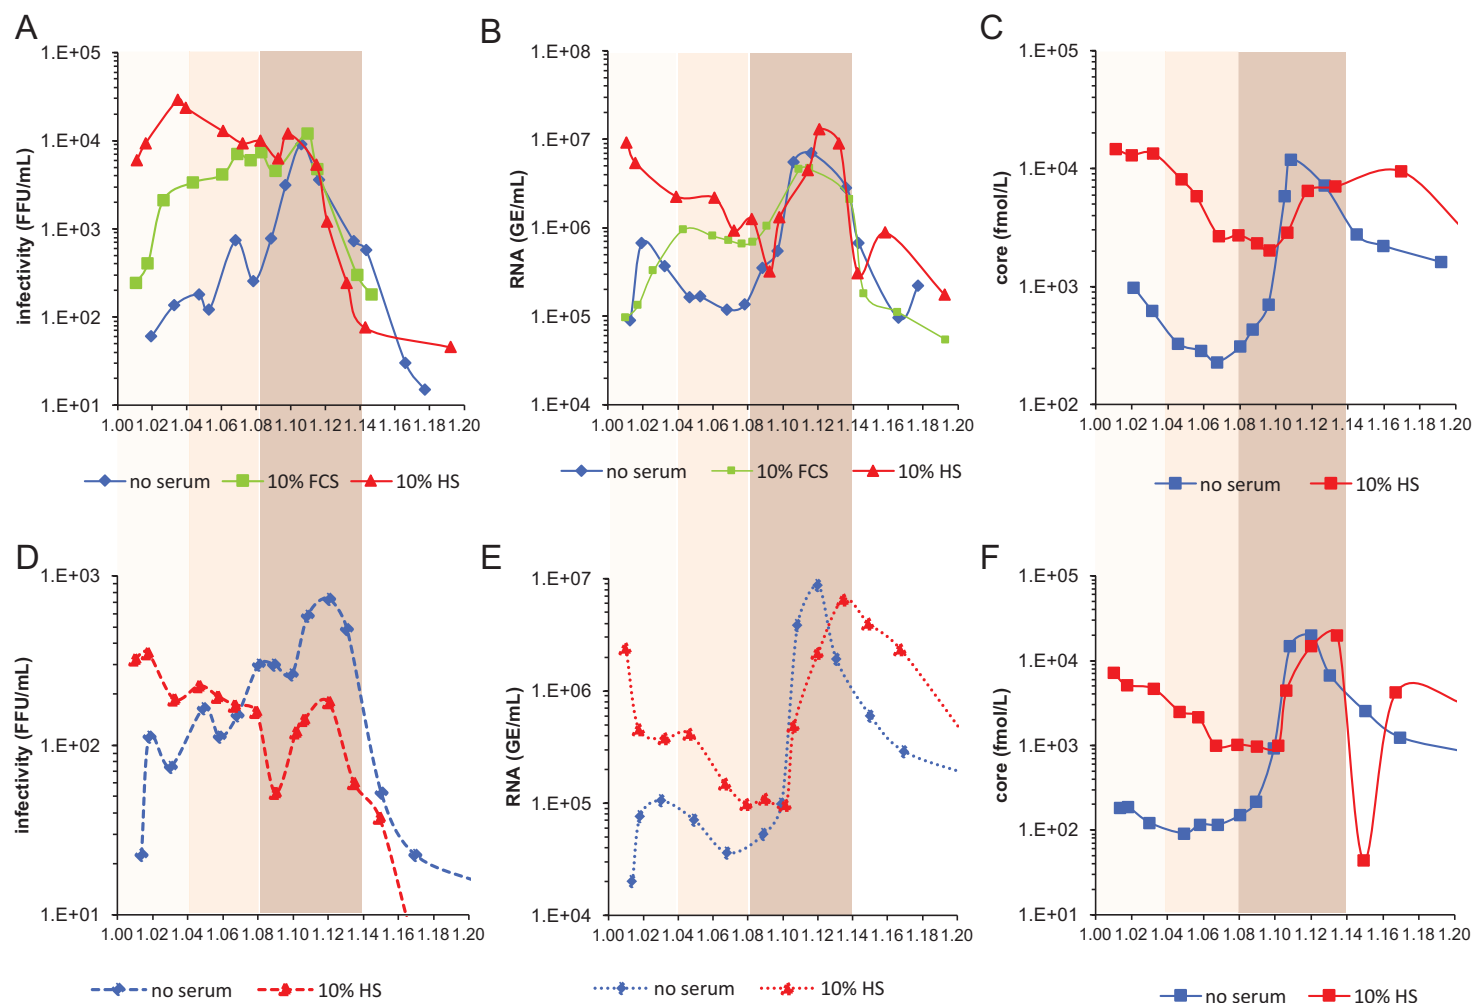 A
infectivity (FFU/mL)
1.E+05
1.E+04
1.E+03
1.E+02
1.E+01
1.00 1.02 1.04 1.06 1.08 1.10 1.12 1.14 1.16 1.18 1.20
no serum 10% FCS 10% HS
B
RNA (GE/mL)
1.E+08
1.E+07
1.E+06
1.E+05
1.E+04
1.00 1.02 1.04 1.06 1.08 1.10 1.12 1.14 1.16 1.18 1.20
no serum 10% FCS 10% HS
C
core (fmol/L)
1.E+05
1.E+04
1.E+03
1.E+02
1.00 1.02 1.04 1.06 1.08 1.10 1.12 1.14 1.16 1.18 1.20
no serum 10% HS
D
infectivity (FFU/mL)
1.E+03
1.E+02
1.E+01
1.00 1.02 1.04 1.06 1.08 1.10 1.12 1.14 1.16 1.18 1.20
no serum 10% HS
E
RNA (GE/mL)
1.E+07
1.E+06
1.E+05
1.E+04
1.00 1.02 1.04 1.06 1.08 1.10 1.12 1.14 1.16 1.18 1.20
no serum 10% HS
F
core (fmol/L)
1.E+05
1.E+04
1.E+03
1.E+02
1.E+01
1.00 1.02 1.04 1.06 1.08 1.10 1.12 1.14 1.16 1.18 1.20
no serum 10% HS